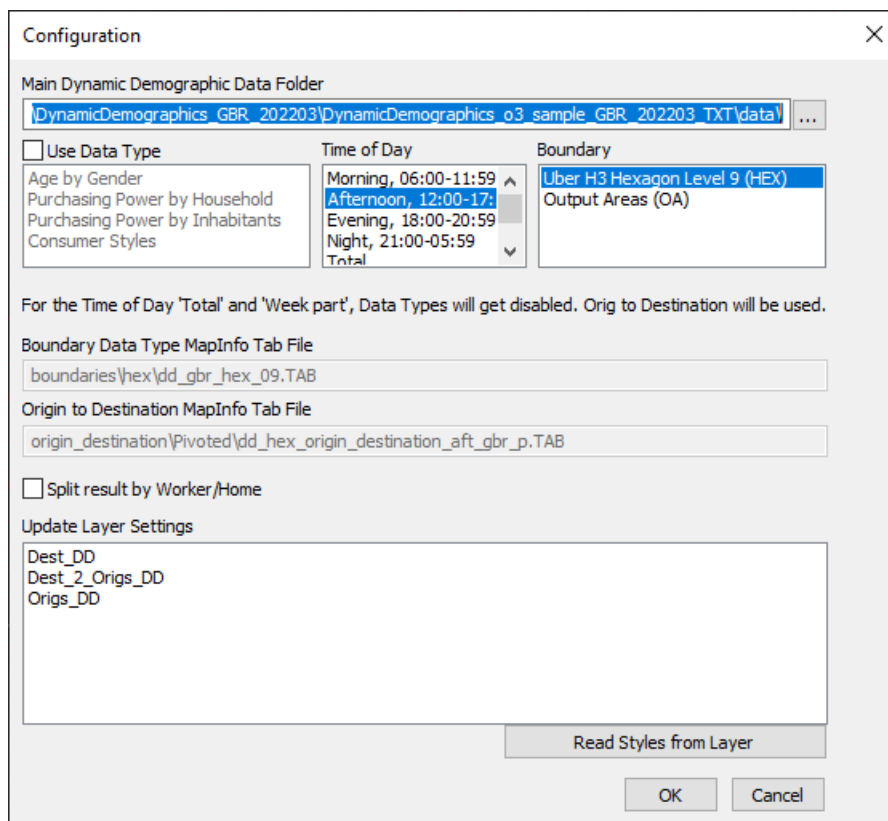 Configuration
Main Dynamic Demographic Data Folder
\DynamicDemographics_GBR_202203\DynamicDemographics_o3_sample_GBR_202203_TXT\data\
...
Use Data Type
Time of Day
Boundary
Age by Gender
Purchasing Power by Household
Purchasing Power by Inhabitants
Consumer Styles
Morning, 06:00-11:59
Afternoon, 12:00-17:
Evening, 18:00-20:59
Night, 21:00-05:59
Total
Uber H3 Hexagon Level 9 (HEX)
Output Areas (OA)
For the Time of Day 'Total' and 'Week part', Data Types will get disabled. Orig to Destination will be used.
Boundary Data Type MapInfo Tab File
boundaries\hex\dd_gbr_hex_09.TAB
Origin to Destination MapInfo Tab File
origin_destination\Pivoted\dd_hex_origin_destination_aft_gbr_p.TAB
Split result by Worker/Home
Update Layer Settings
Dest_DD
Dest_2_Origs_DD
Origs_DD
Read Styles from Layer
OK
Cancel